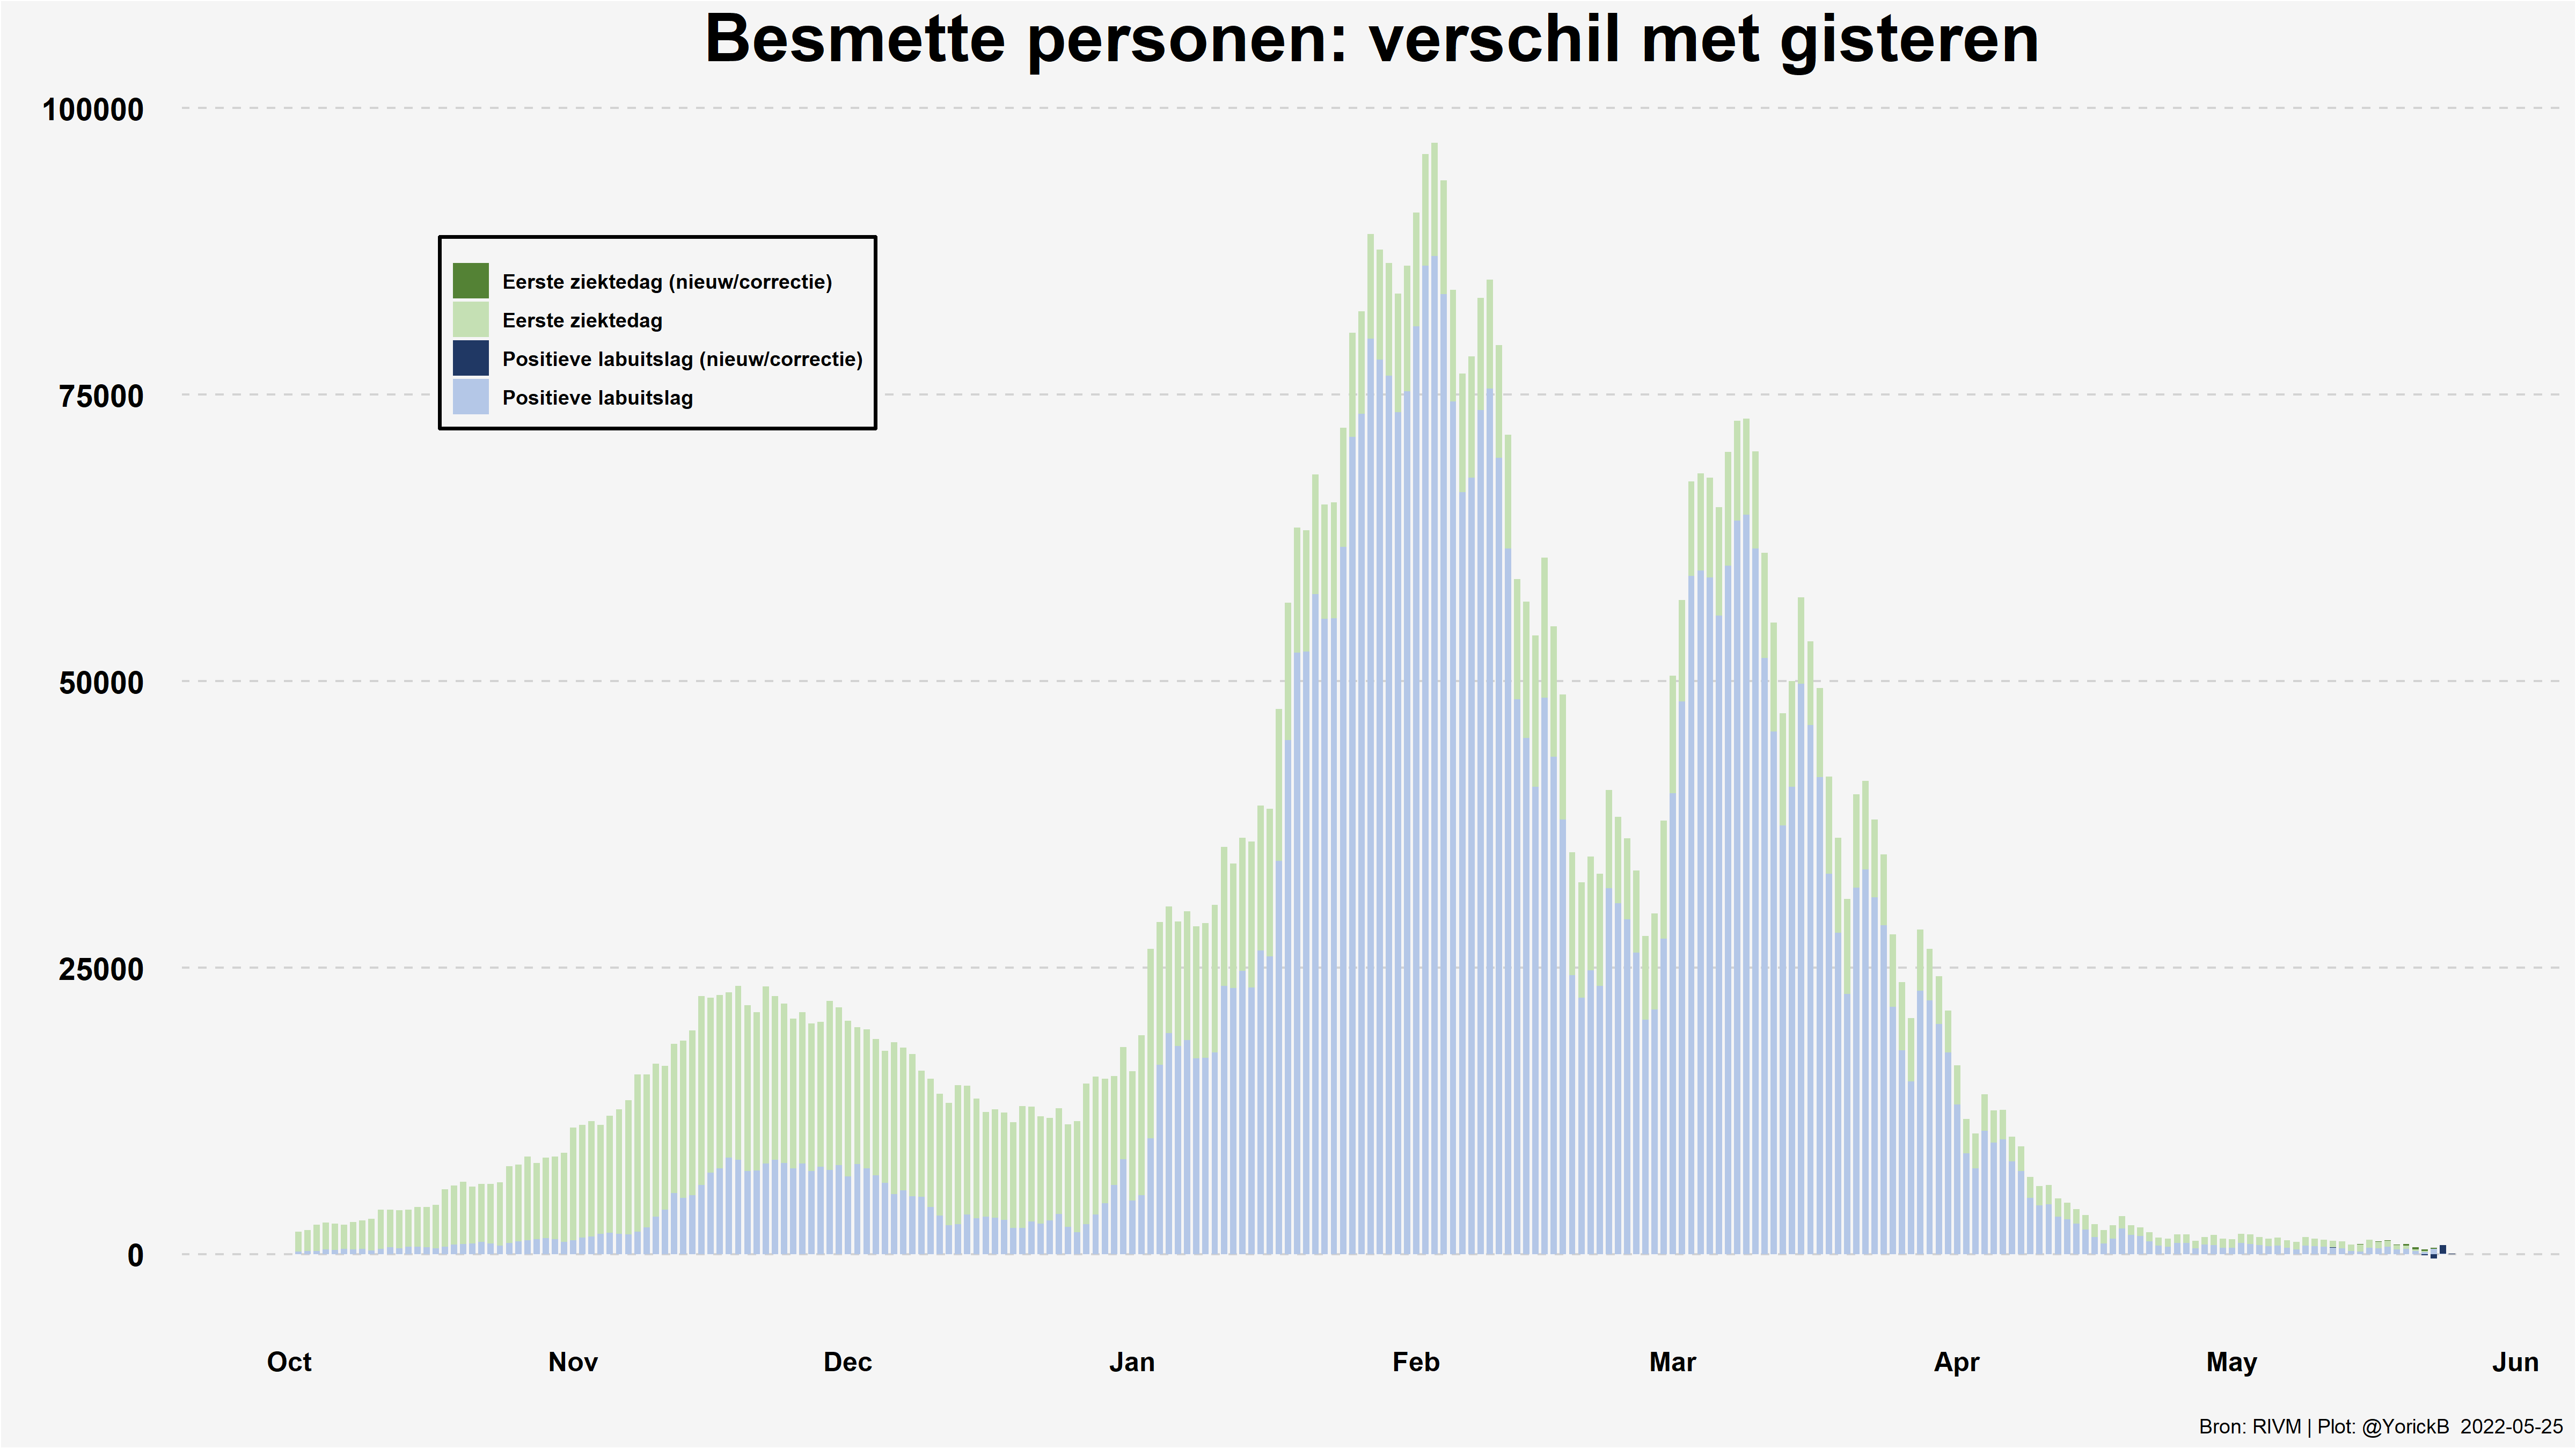 Besmette personen: verschil met gisteren
100000
75000
50000
25000
0
Eerste ziektedag (nieuw/correctie)
Eerste ziektedag
Positieve labuitslag (nieuw/correctie)
Positieve labuitslag
Oct Nov Dec Jan Feb Mar Apr May Jun
Bron: RIVM | Plot: @YorickB 2022-05-25